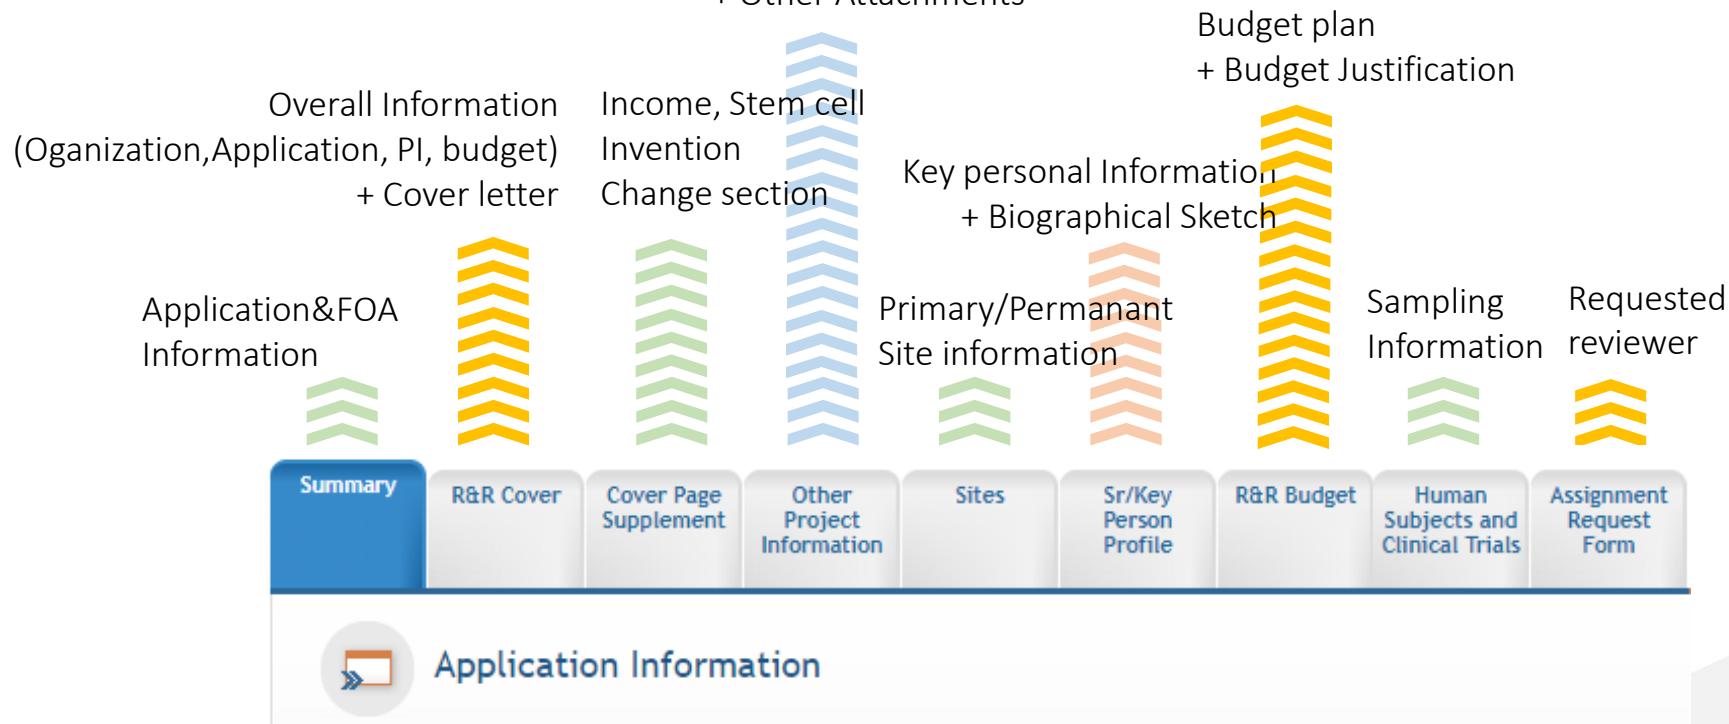 + Other Attachments
Budget plan
+ Budget Justification
Overall Information
(Oganization,Application, PI, budget)
+ Cover letter
Income, Stem cell
Invention
Change section
Key personal Information
+ Biographical Sketch
Application&FOA
Information
Primary/Permanant
Site information
Sampling
Information
Requested
reviewer
Summary
R&R Cover
Cover Page
Supplement
Other
Project
Information
Sites
Sr/Key
Person
Profile
R&R Budget
Human
Subjects and
Clinical Trials
Assignment
Request
Form
Application Information